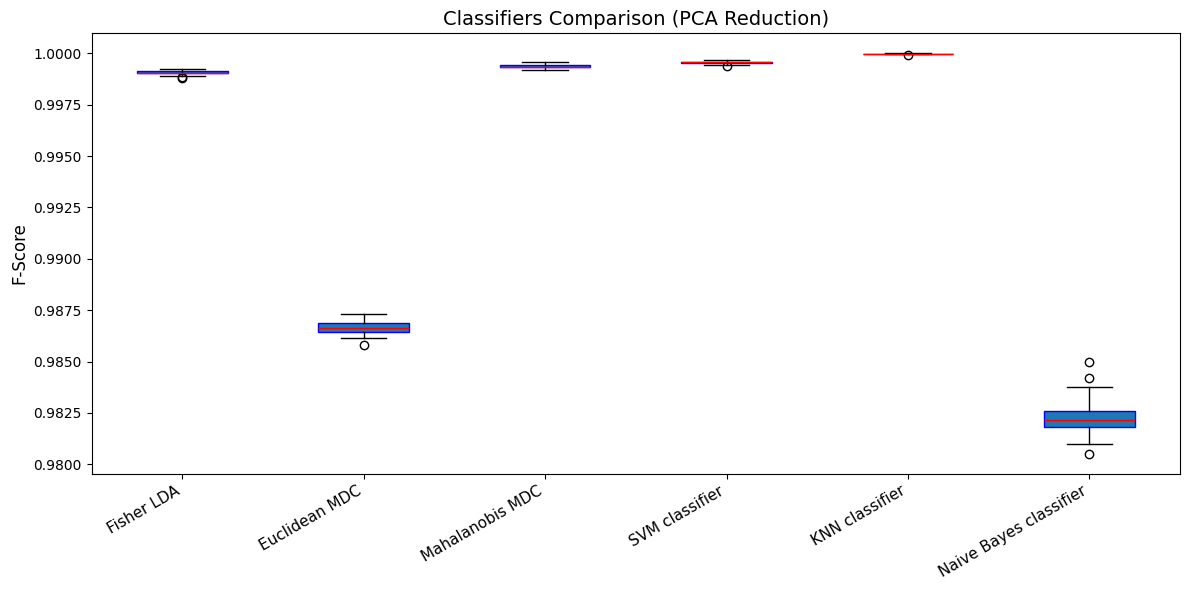 Classifiers Comparison (PCA Reduction)
F-Score
1.0000
0.9975
0.9950
0.9925
0.9900
0.9875
0.9850
0.9825
0.9800
Fisher LDA
Euclidean MDC
Mahalanobis MDC
SVM classifier
KNN classifier
Naive Bayes classifier